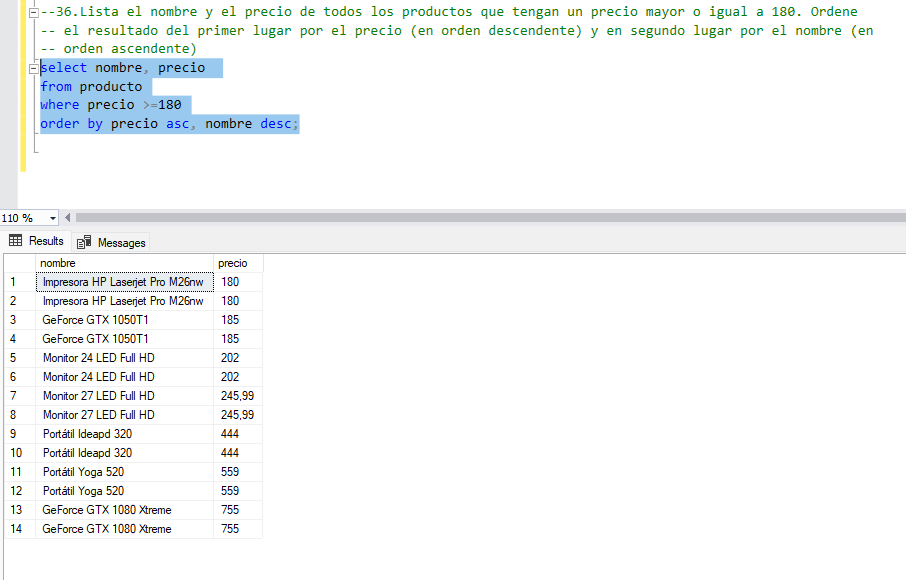 --36.Lista el nombre y el precio de todos los productos que tengan un precio mayor o igual a 180. Ordene
-- el resultado del primer lugar por el precio (en orden descendente) y en segundo lugar por el nombre (en
-- orden ascendente)
select nombre, precio
from producto
where precio >=180
order by precio asc, nombre desc;
110 %
Results Messages
nombre precio
1 Impresora HP Laserjet Pro M26nw 180
2 Impresora HP Laserjet Pro M26nw 180
3 GeForce GTX 1050T1 185
4 GeForce GTX 1050T1 185
5 Monitor 24 LED Full HD 202
6 Monitor 24 LED Full HD 202
7 Monitor 27 LED Full HD 245,99
8 Monitor 27 LED Full HD 245,99
9 Portátil Ideapd 320 444
10 Portátil Ideapd 320 444
11 Portátil Yoga 520 559
12 Portátil Yoga 520 559
13 GeForce GTX 1080 Xtreme 755
14 GeForce GTX 1080 Xtreme 755